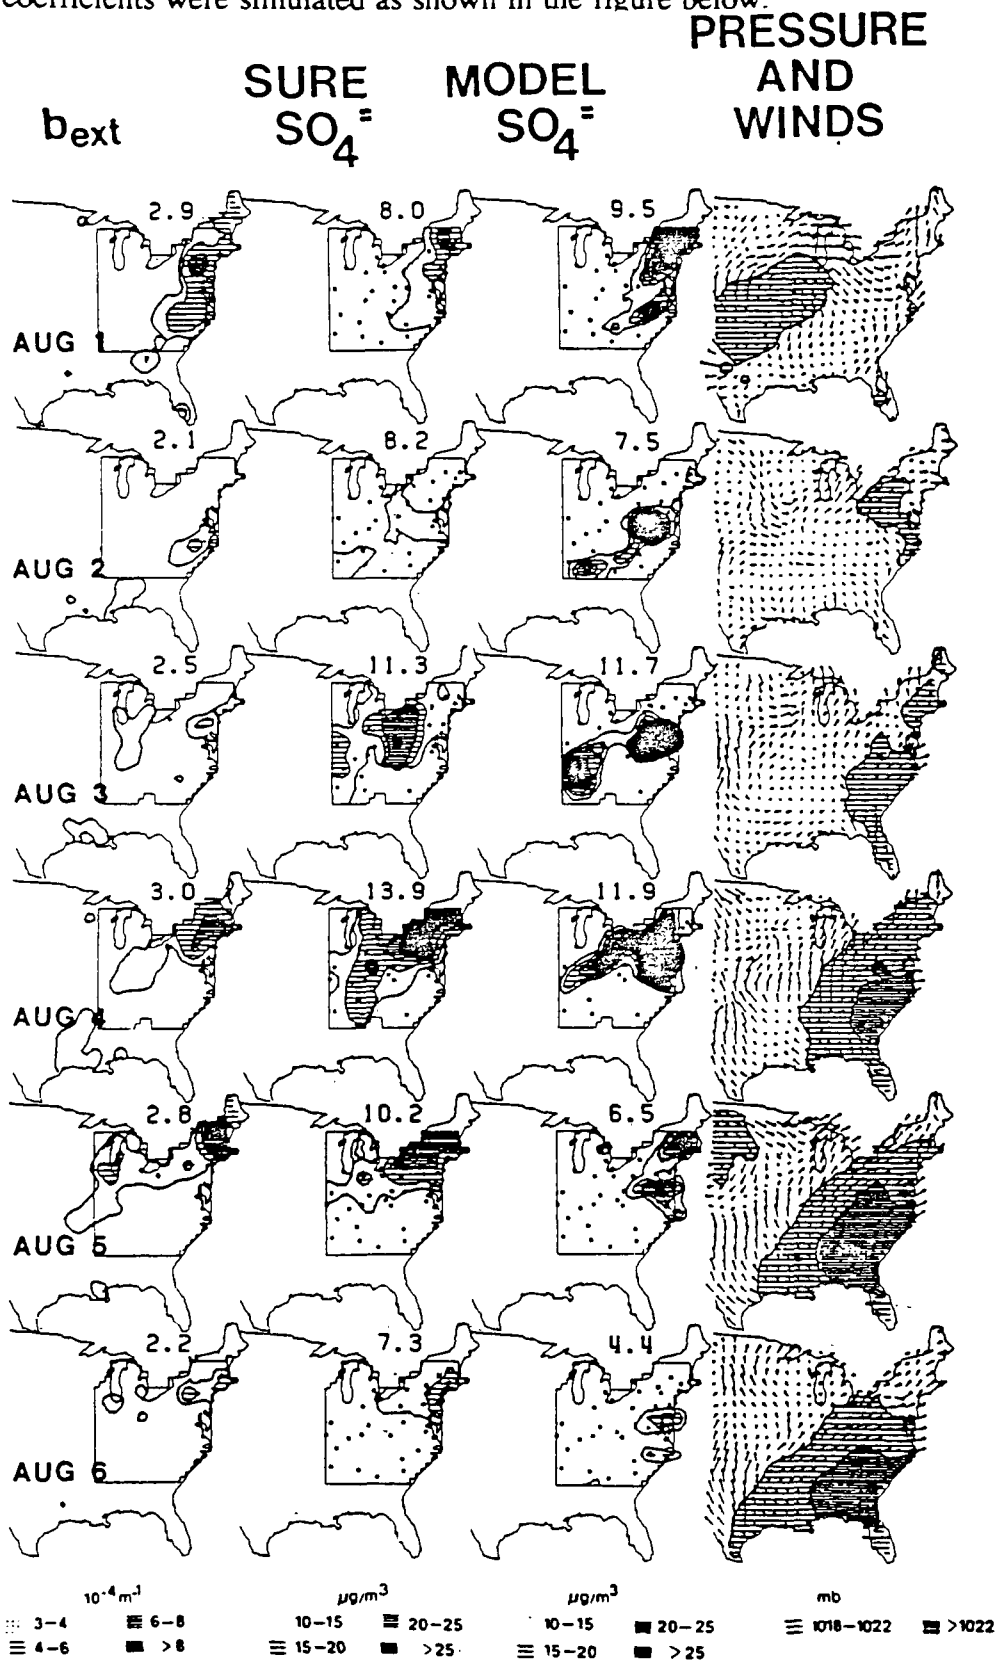 coefficients were simulated as shown in the figure below.
PRESSURE
AND
WINDS
SURE
SO4=
MODEL
SO4=
bext
2.9 8.0 9.5
AUG 1
2.1 8.2 7.5
AUG 2
2.5 11.3 11.7
AUG 3
3.0 13.9 11.9
AUG 4
2.8 10.2 6.5
AUG 5
2.2 7.3 4.4
AUG 6
10-4 m-1 µg/m3 µg/m3 mb
3-4 6-8 10-15 20-25 10-15 20-25 1018-1022 >1022
4-6 >8 15-20 >25 15-20 >25